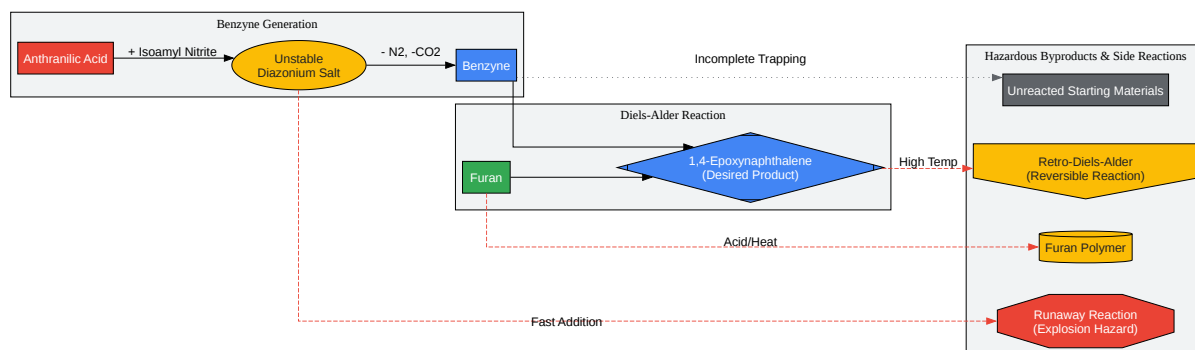 Benzyne Generation
Anthranilic Acid
+ Isoamyl Nitrite
Unstable
Diazonium Salt
- N2, -CO2
Benzyne
Incomplete Trapping
Hazardous Byproducts & Side Reactions
Unreacted Starting Materials
Diels-Alder Reaction
Furan
1,4-Epoxynaphthalene
(Desired Product)
High Temp
Retro-Diels-Alder
(Reversible Reaction)
Acid/Heat
Furan Polymer
Fast Addition
Runaway Reaction
(Explosion Hazard)